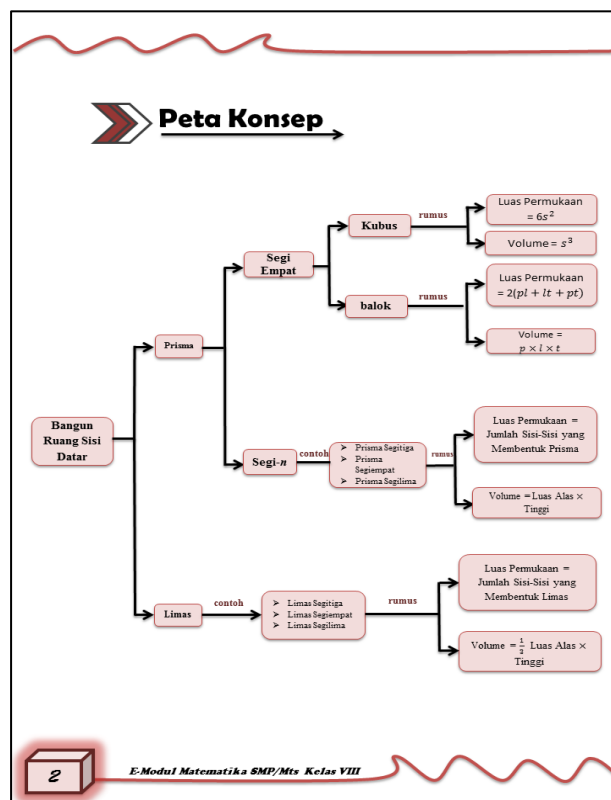 Peta Konsep
Kubus
rumus
Luas Permukaan
= 6s²
Volume = s³
Segi
Empat
balok
rumus
Luas Permukaan
= 2(pl + lt + pt)
Volume =
p × l × t
Prisma
Bangun
Ruang Sisi
Datar
Segi-n
contoh
➢ Prisma Segitiga
➢ Prisma
Segiempat
➢ Prisma Segilima
rumus
Luas Permukaan =
Jumlah Sisi-Sisi yang
Membentuk Prisma
Volume = Luas Alas ×
Tinggi
Limas
contoh
➢ Limas Segitiga
➢ Limas Segiempat
➢ Limas Segilima
rumus
Luas Permukaan =
Jumlah Sisi-Sisi yang
Membentuk Limas
Volume = 1/3 Luas Alas ×
Tinggi
2
E-Modul Matematika SMP/Mts Kelas VIII